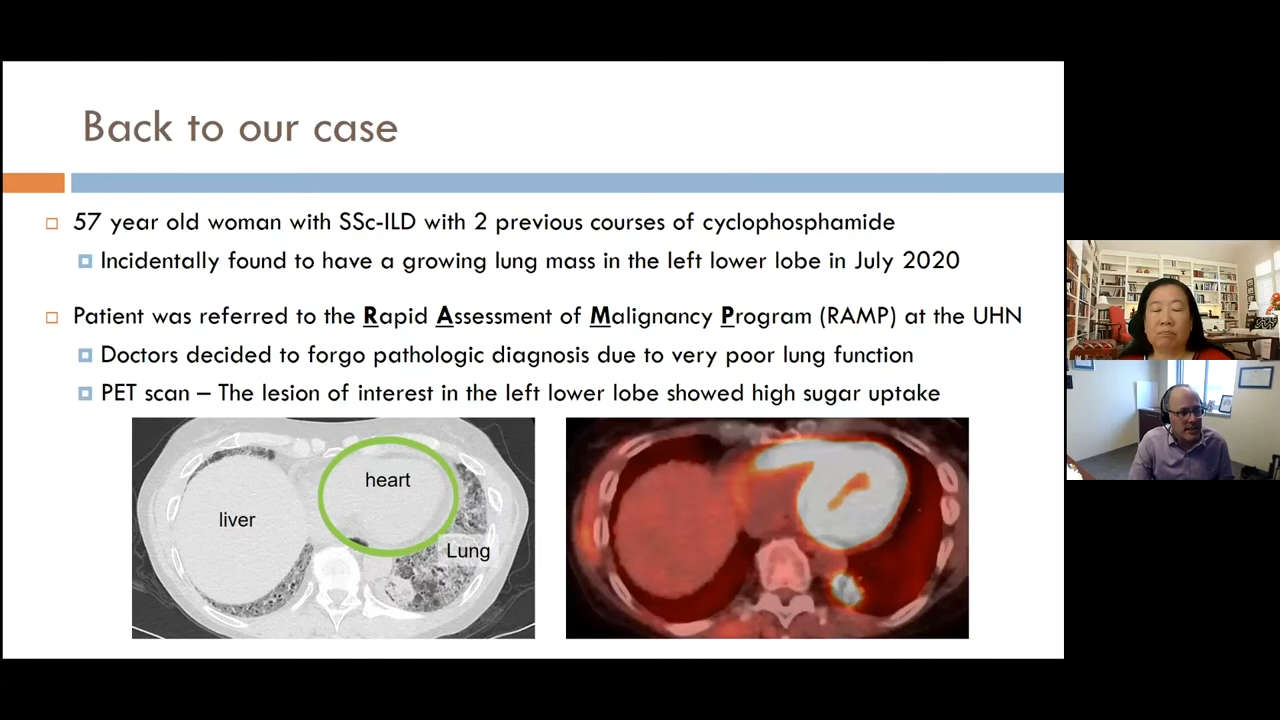 Back to our case
57 year old woman with SSc-ILD with 2 previous courses of cyclophosphamide
Incidentally found to have a growing lung mass in the left lower lobe in July 2020
Patient was referred to the Rapid Assessment of Malignancy Program (RAMP) at the UHN
Doctors decided to forgo pathologic diagnosis due to very poor lung function
PET scan – The lesion of interest in the left lower lobe showed high sugar uptake
heart
liver
Lung